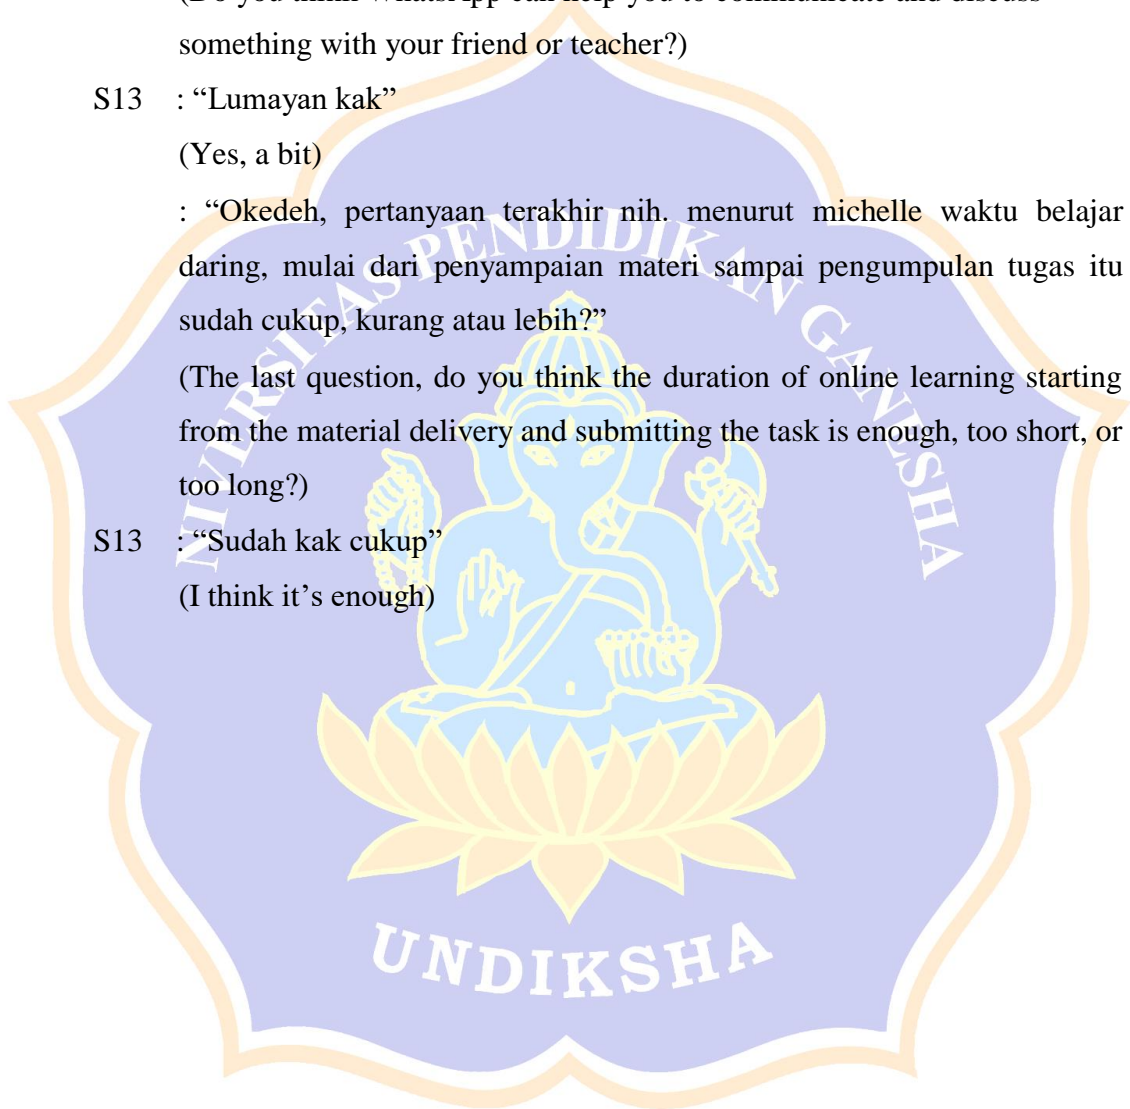 something with your friend or teacher?)
S13 : “Lumayan kak”
(Yes, a bit)
: “Okedeh, pertanyaan terakhir nih. menurut michelle waktu belajar
daring, mulai dari penyampaian materi sampai pengumpulan tugas itu
sudah cukup, kurang atau lebih?”
(The last question, do you think the duration of online learning starting
from the material delivery and submitting the task is enough, too short, or
too long?)
S13 : “Sudah kak cukup”
(I think it’s enough)
NIVERSITAS PENDIDIKAN GANESHA
UNDIKSHA